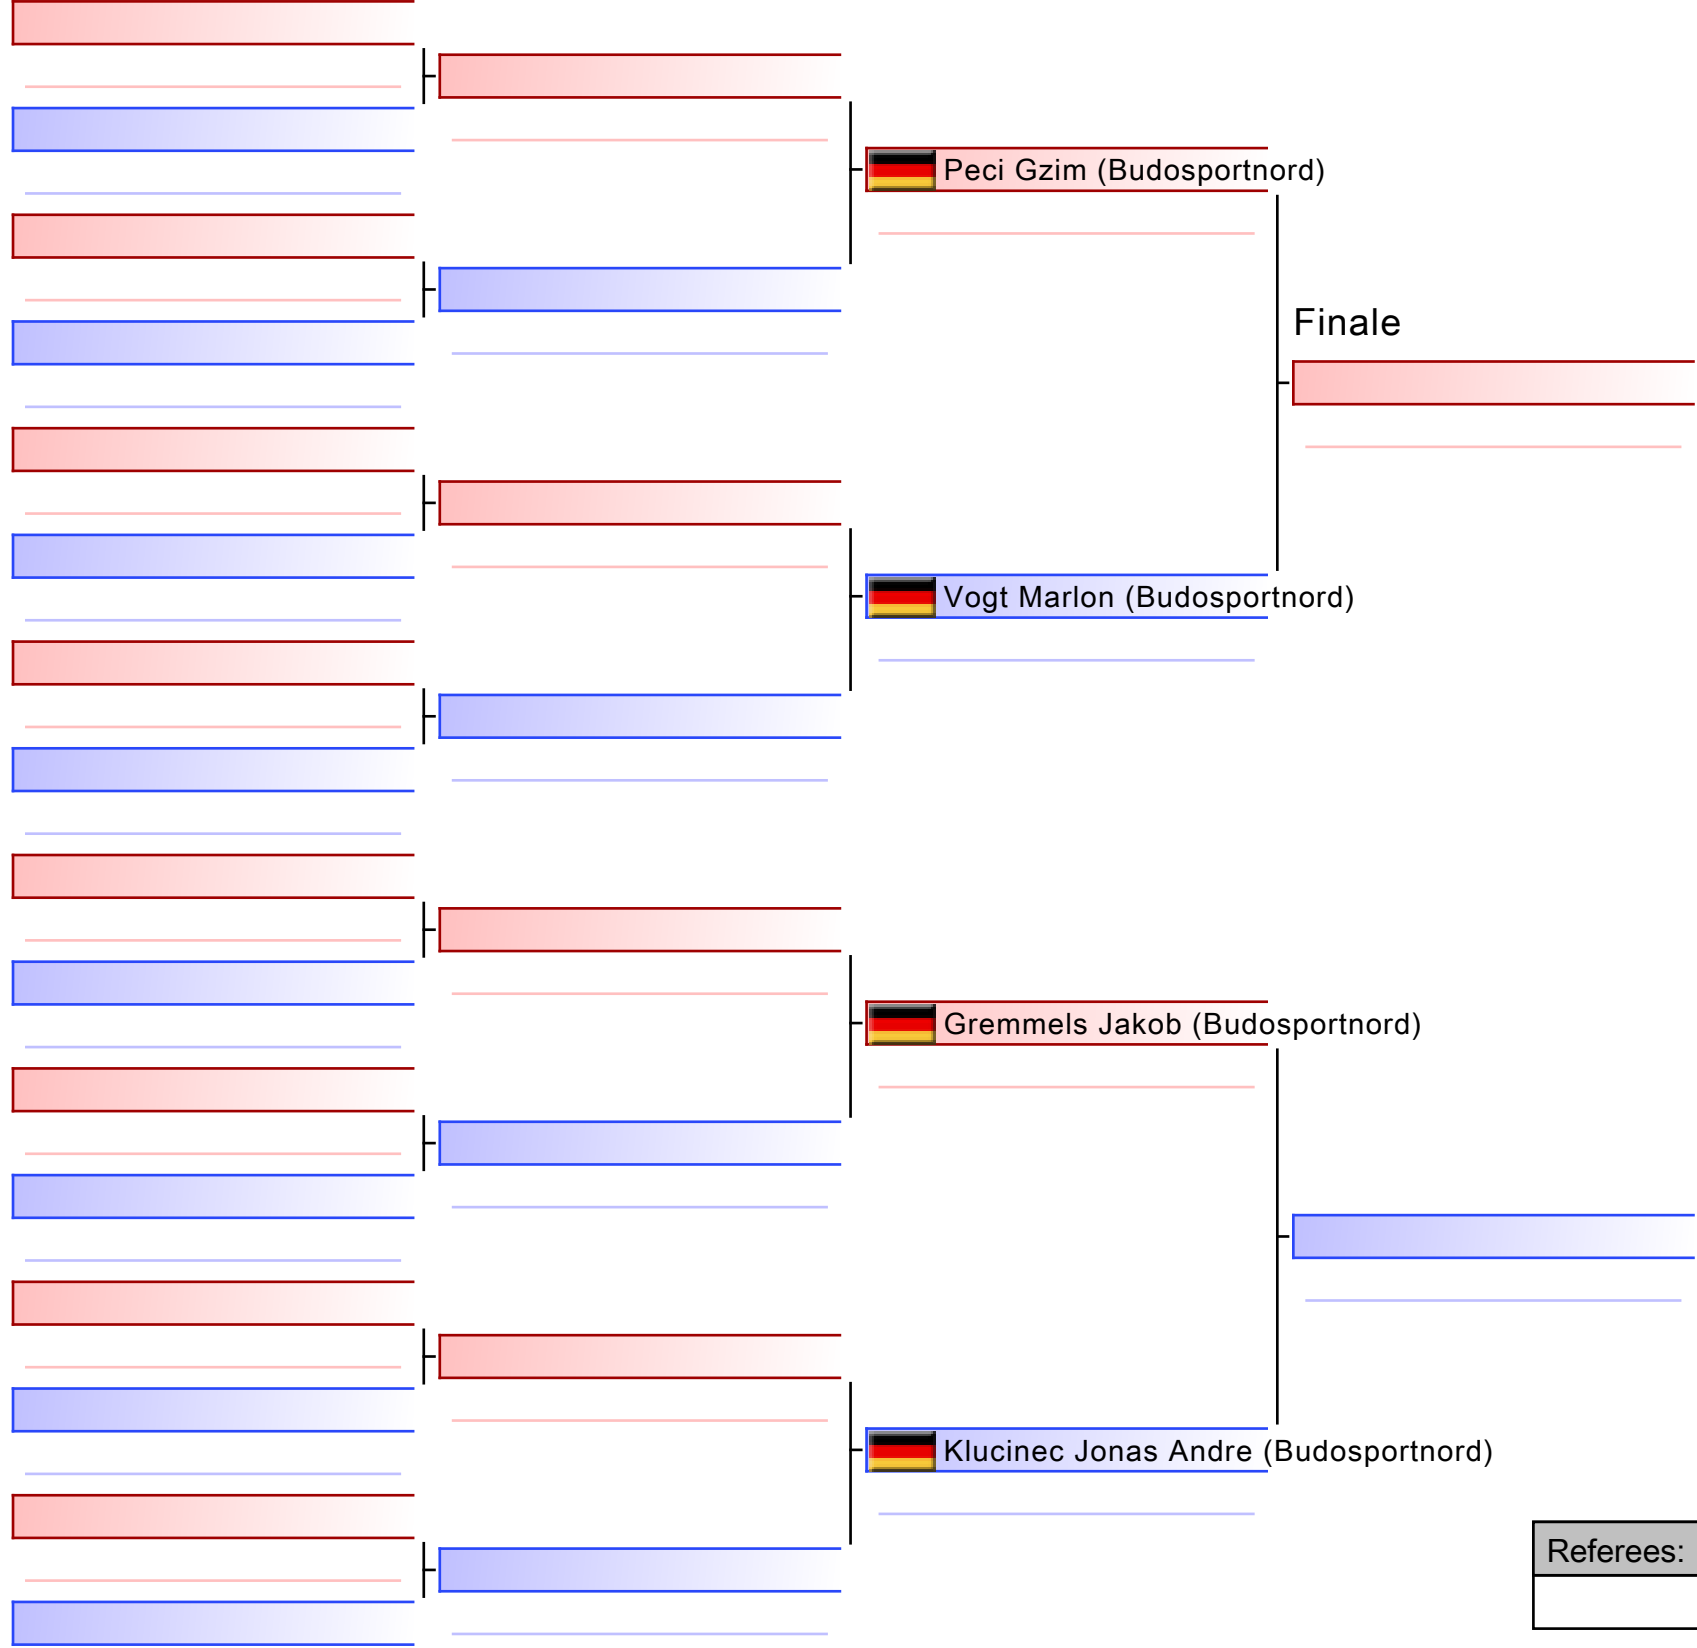 Peci Gzim (Budosportnord)
Finale
Vogt Marlon (Budosportnord)
Gremmels Jakob (Budosportnord)
Klucinec Jonas Andre (Budosportnord)
Referees: